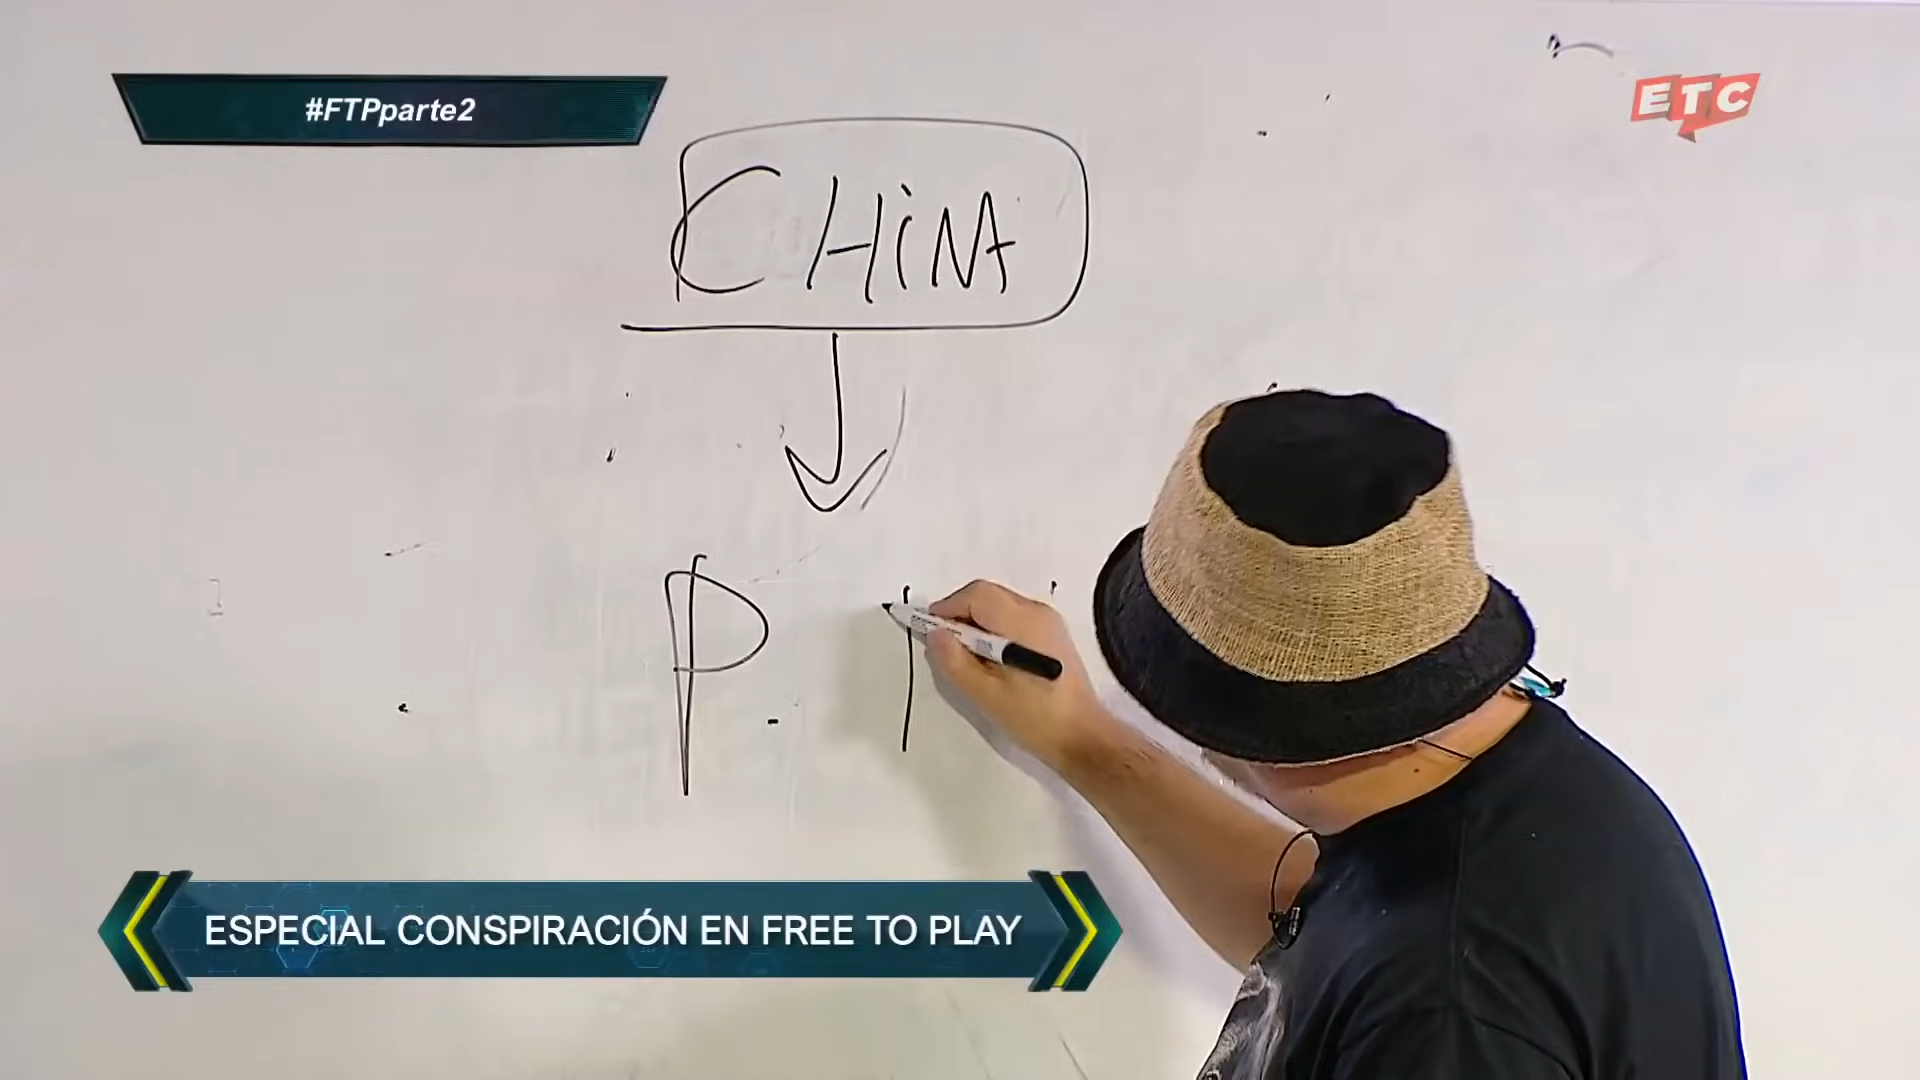 #FTPparte2
ETC
CHiNA
P
ESPECIAL CONSPIRACIÓN EN FREE TO PLAY